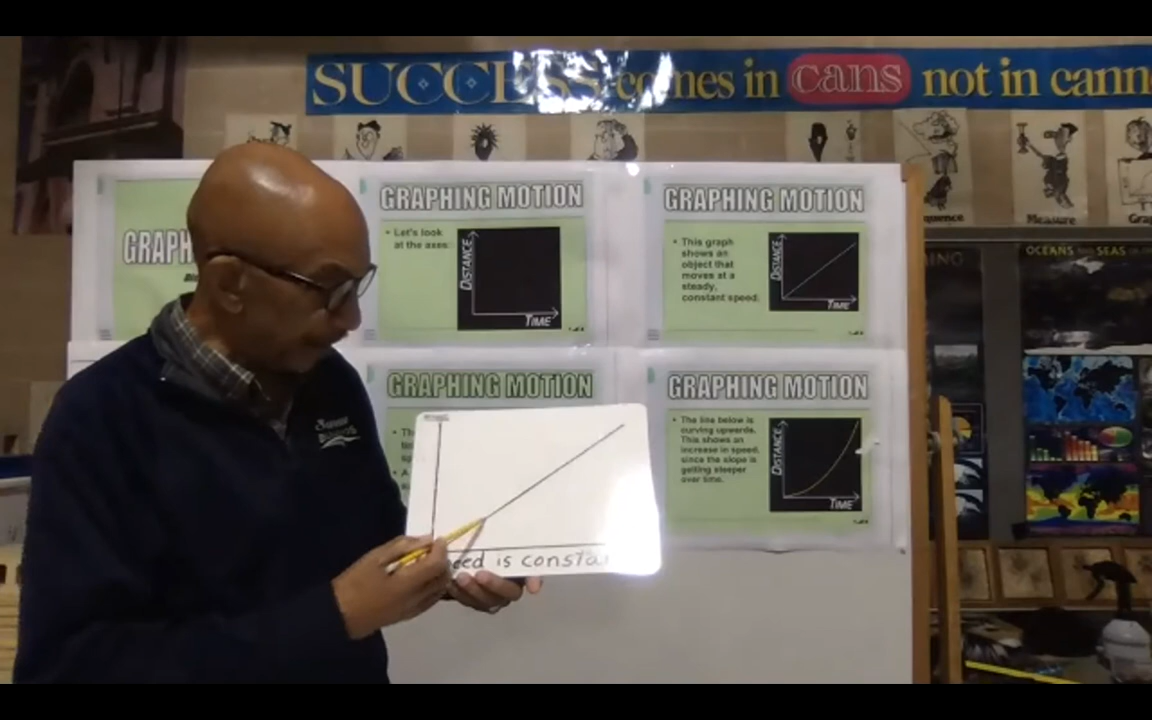 SUCCESS comes in cans not in
quence
Measure
GRAPHING MOTION
• Let's look
at the axes:
DISTANCE
TIME
GRAPHING MOTION
• This graph
shows an
object that
moves at a
steady,
constant speed.
DISTANCE
TIME
OCEANS AND SEAS
GRAPHING MOTION
GRAPHING MOTION
• The line below is
curving upwards.
This shows an
increase in speed,
since the slope is
getting steeper
over time.
DISTANCE
TIME
eed is consta